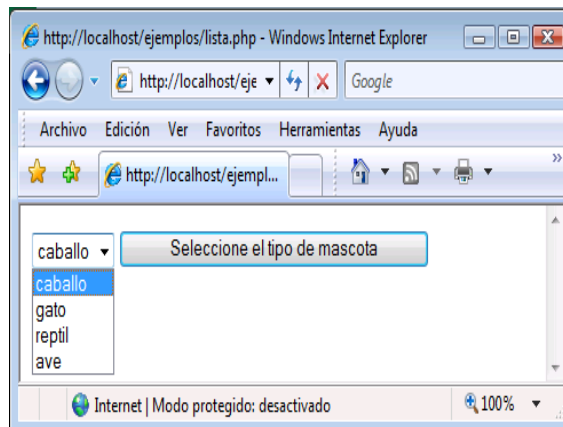 http://localhost/ejemplos/lista.php - Windows Internet Explorer
http://localhost/eje
Google
Archivo Edición Ver Favoritos Herramientas Ayuda
http://localhost/ejempl...
»
caballo Seleccione el tipo de mascota
caballo
gato
reptil
ave
Internet | Modo protegido: desactivado 100%